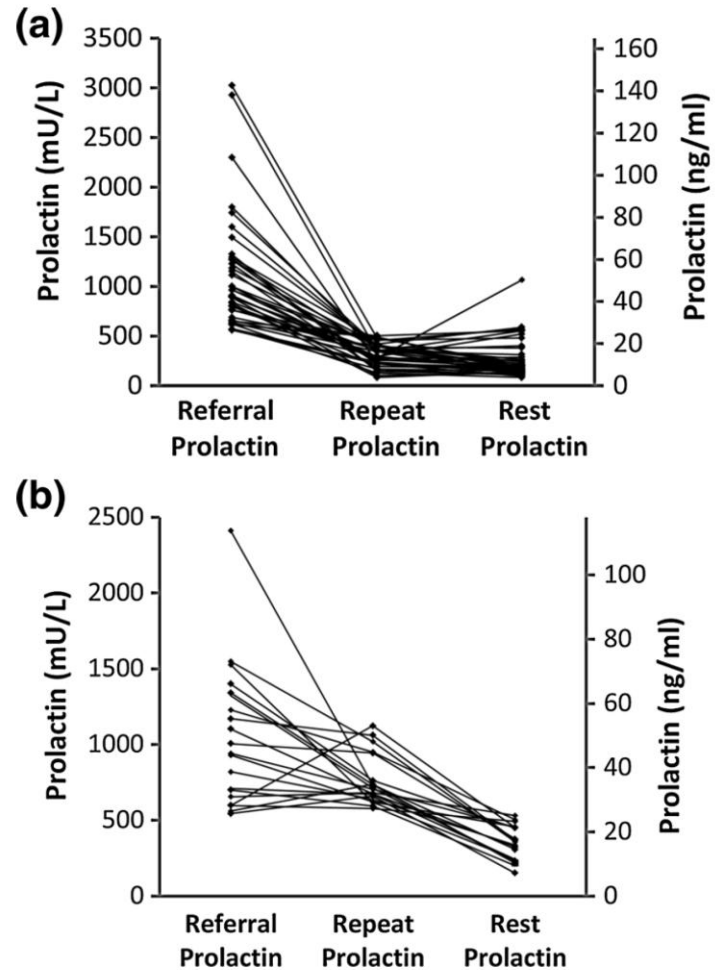 (a)
Prolactin (mU/L)
3500
3000
2500
2000
1500
1000
500
0
Prolactin (ng/ml)
160
140
120
100
80
60
40
20
0
Referral Prolactin
Repeat Prolactin
Rest Prolactin
(b)
Prolactin (mU/L)
2500
2000
1500
1000
500
0
Prolactin (ng/ml)
100
80
60
40
20
0
Referral Prolactin
Repeat Prolactin
Rest Prolactin